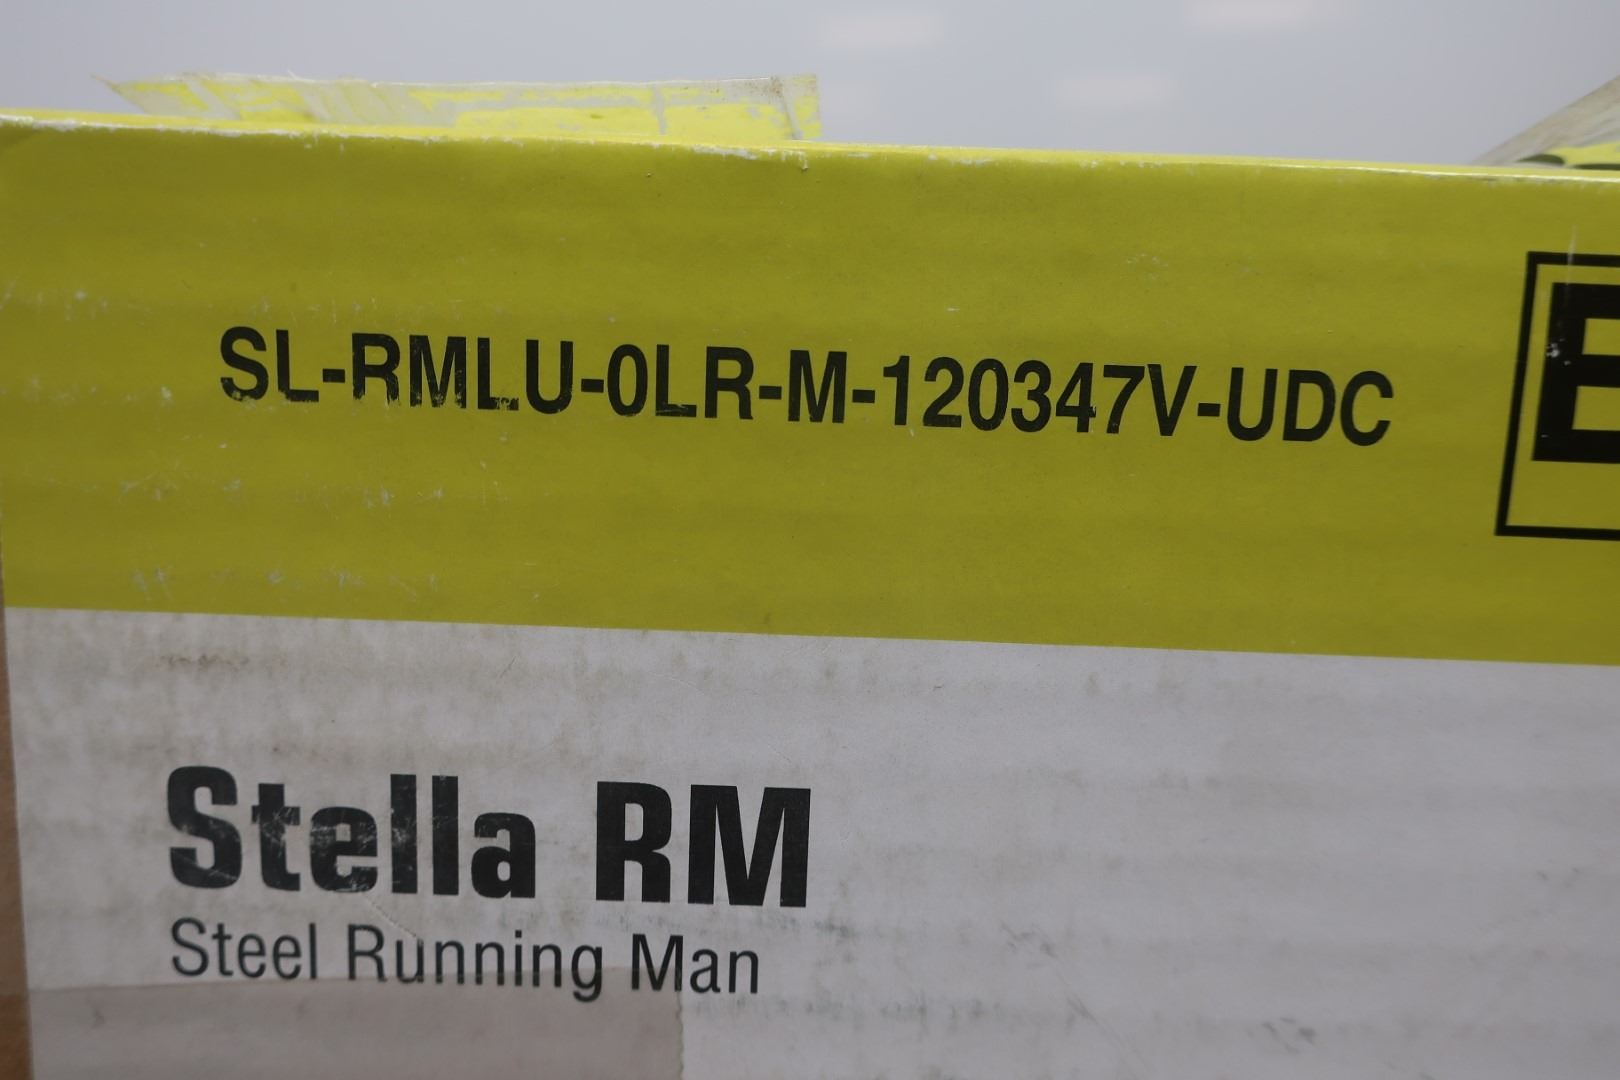 SL-RMLU-0LR-M-120347V-UDC
E
Stella RM
Steel Running Man